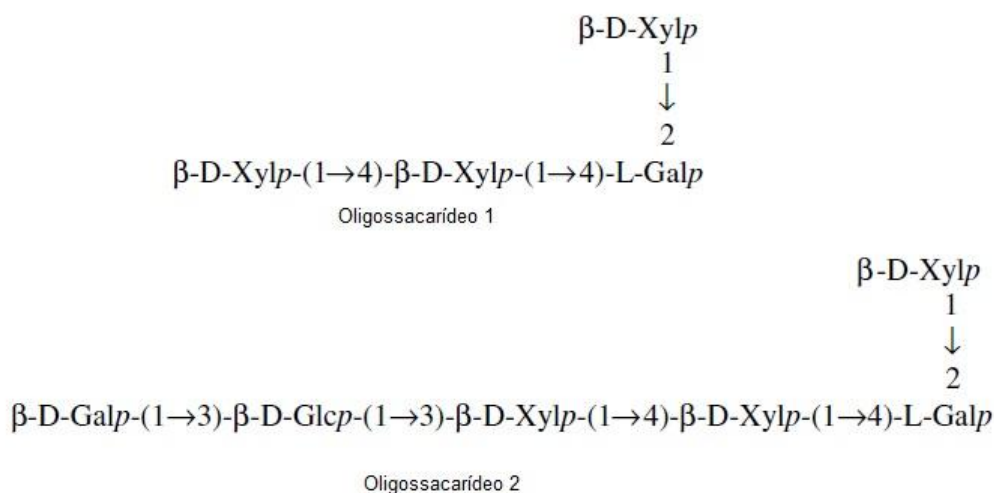 β-D-Xylp
1
↓
2
β-D-Xylp-(1→4)-β-D-Xylp-(1→4)-L-Galp
Oligossacarídeo 1
β-D-Xylp
1
↓
2
β-D-Galp-(1→3)-β-D-Glcp-(1→3)-β-D-Xylp-(1→4)-β-D-Xylp-(1→4)-L-Galp
Oligossacarídeo 2